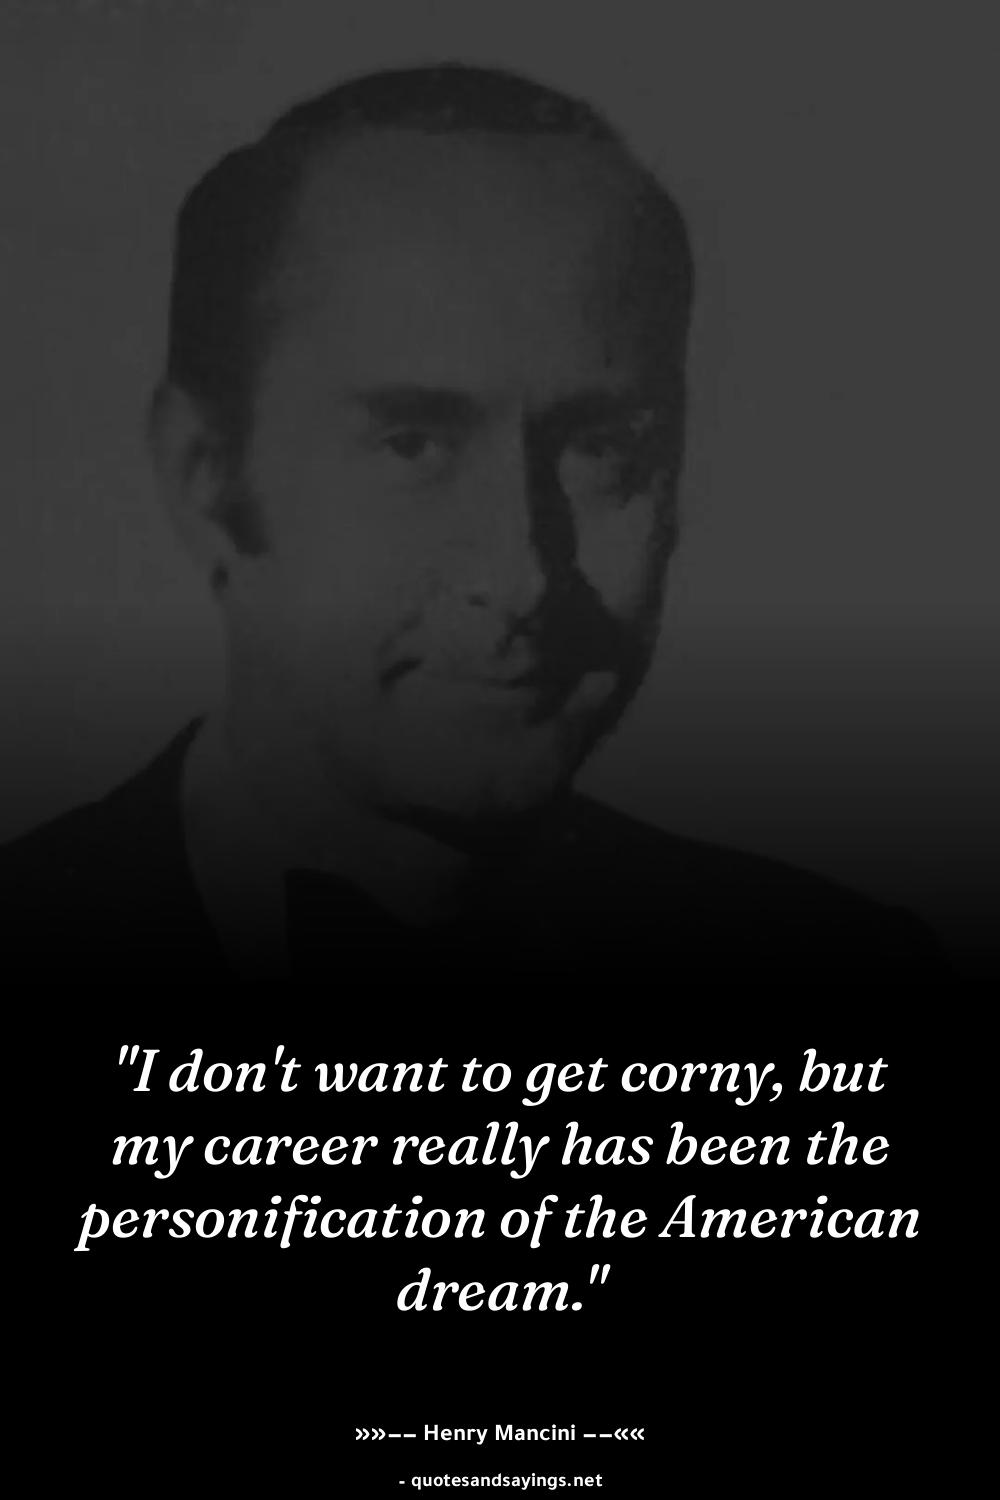 "I don't want to get corny, but
my career really has been the
personification of the American
dream."
»»−− Henry Mancini −−««
- quotesandsayings.net